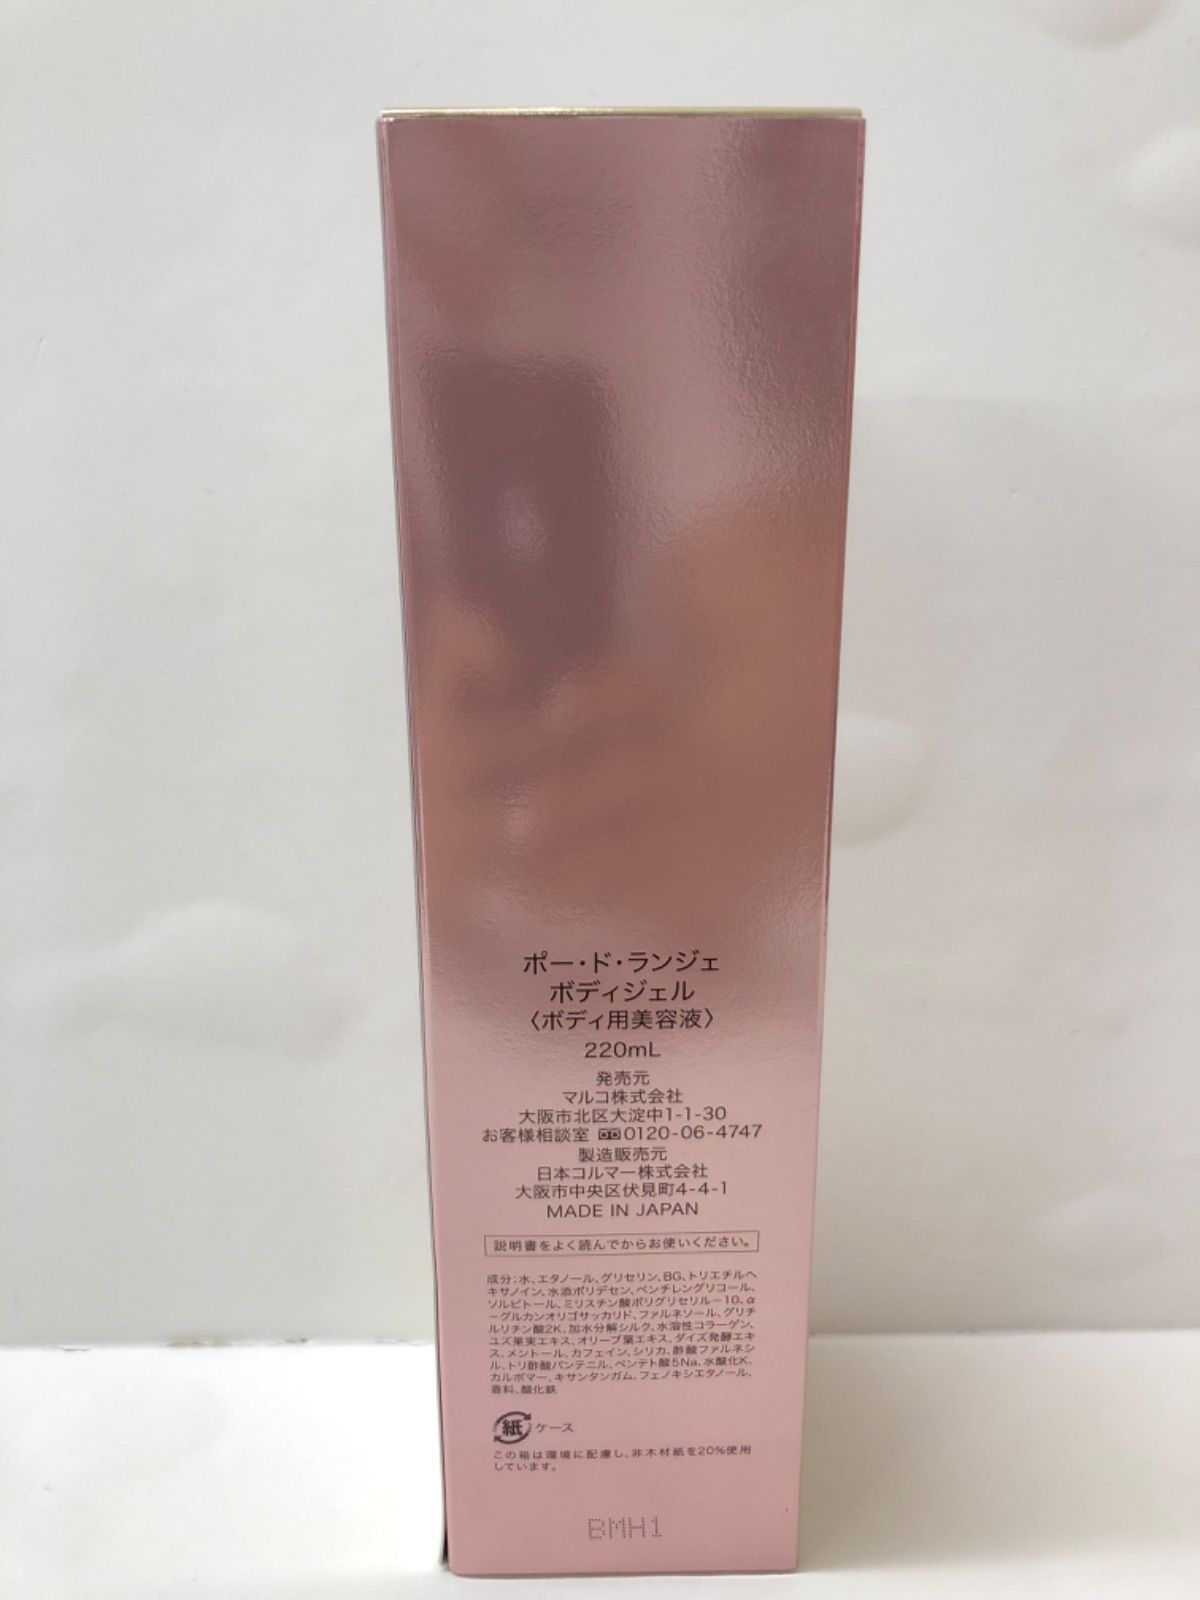 ポー・ド・ランジェ
ボディジェル
〈ボディ用美容液〉
220mL
発売元
マルコ株式会社
大阪市北区大淀中1-1-30
お客様相談室 0120-06-4747
製造販売元
日本コルマー株式会社
大阪市中央区伏見町4-4-1
MADE IN JAPAN
説明書をよく読んでからお使いください。
成分:水、エタノール、グリセリン、BG、トリエチルヘ
キサノイン、水添ポリデセン、ペンチレングリコール、
ソルビトール、ミリスチン酸ポリグリセリル-10、α
-グルカンオリゴサッカリド、ファルネソール、グリチ
ルリチン酸2K、加水分解シルク、水溶性コラーゲン、
ユズ果実エキス、オリーブ葉エキス、ダイズ発酵エキ
ス、メントール、カフェイン、シリカ、酢酸ファルネシ
ル、トリ酢酸パンテニル、ペンテト酸5Na、水酸化K、
カルボマー、キサンタンガム、フェノキシエタノール、
香料、酸化鉄
紙 ケース
この箱は環境に配慮し、非木材紙を20%使用
しています。
BMH1